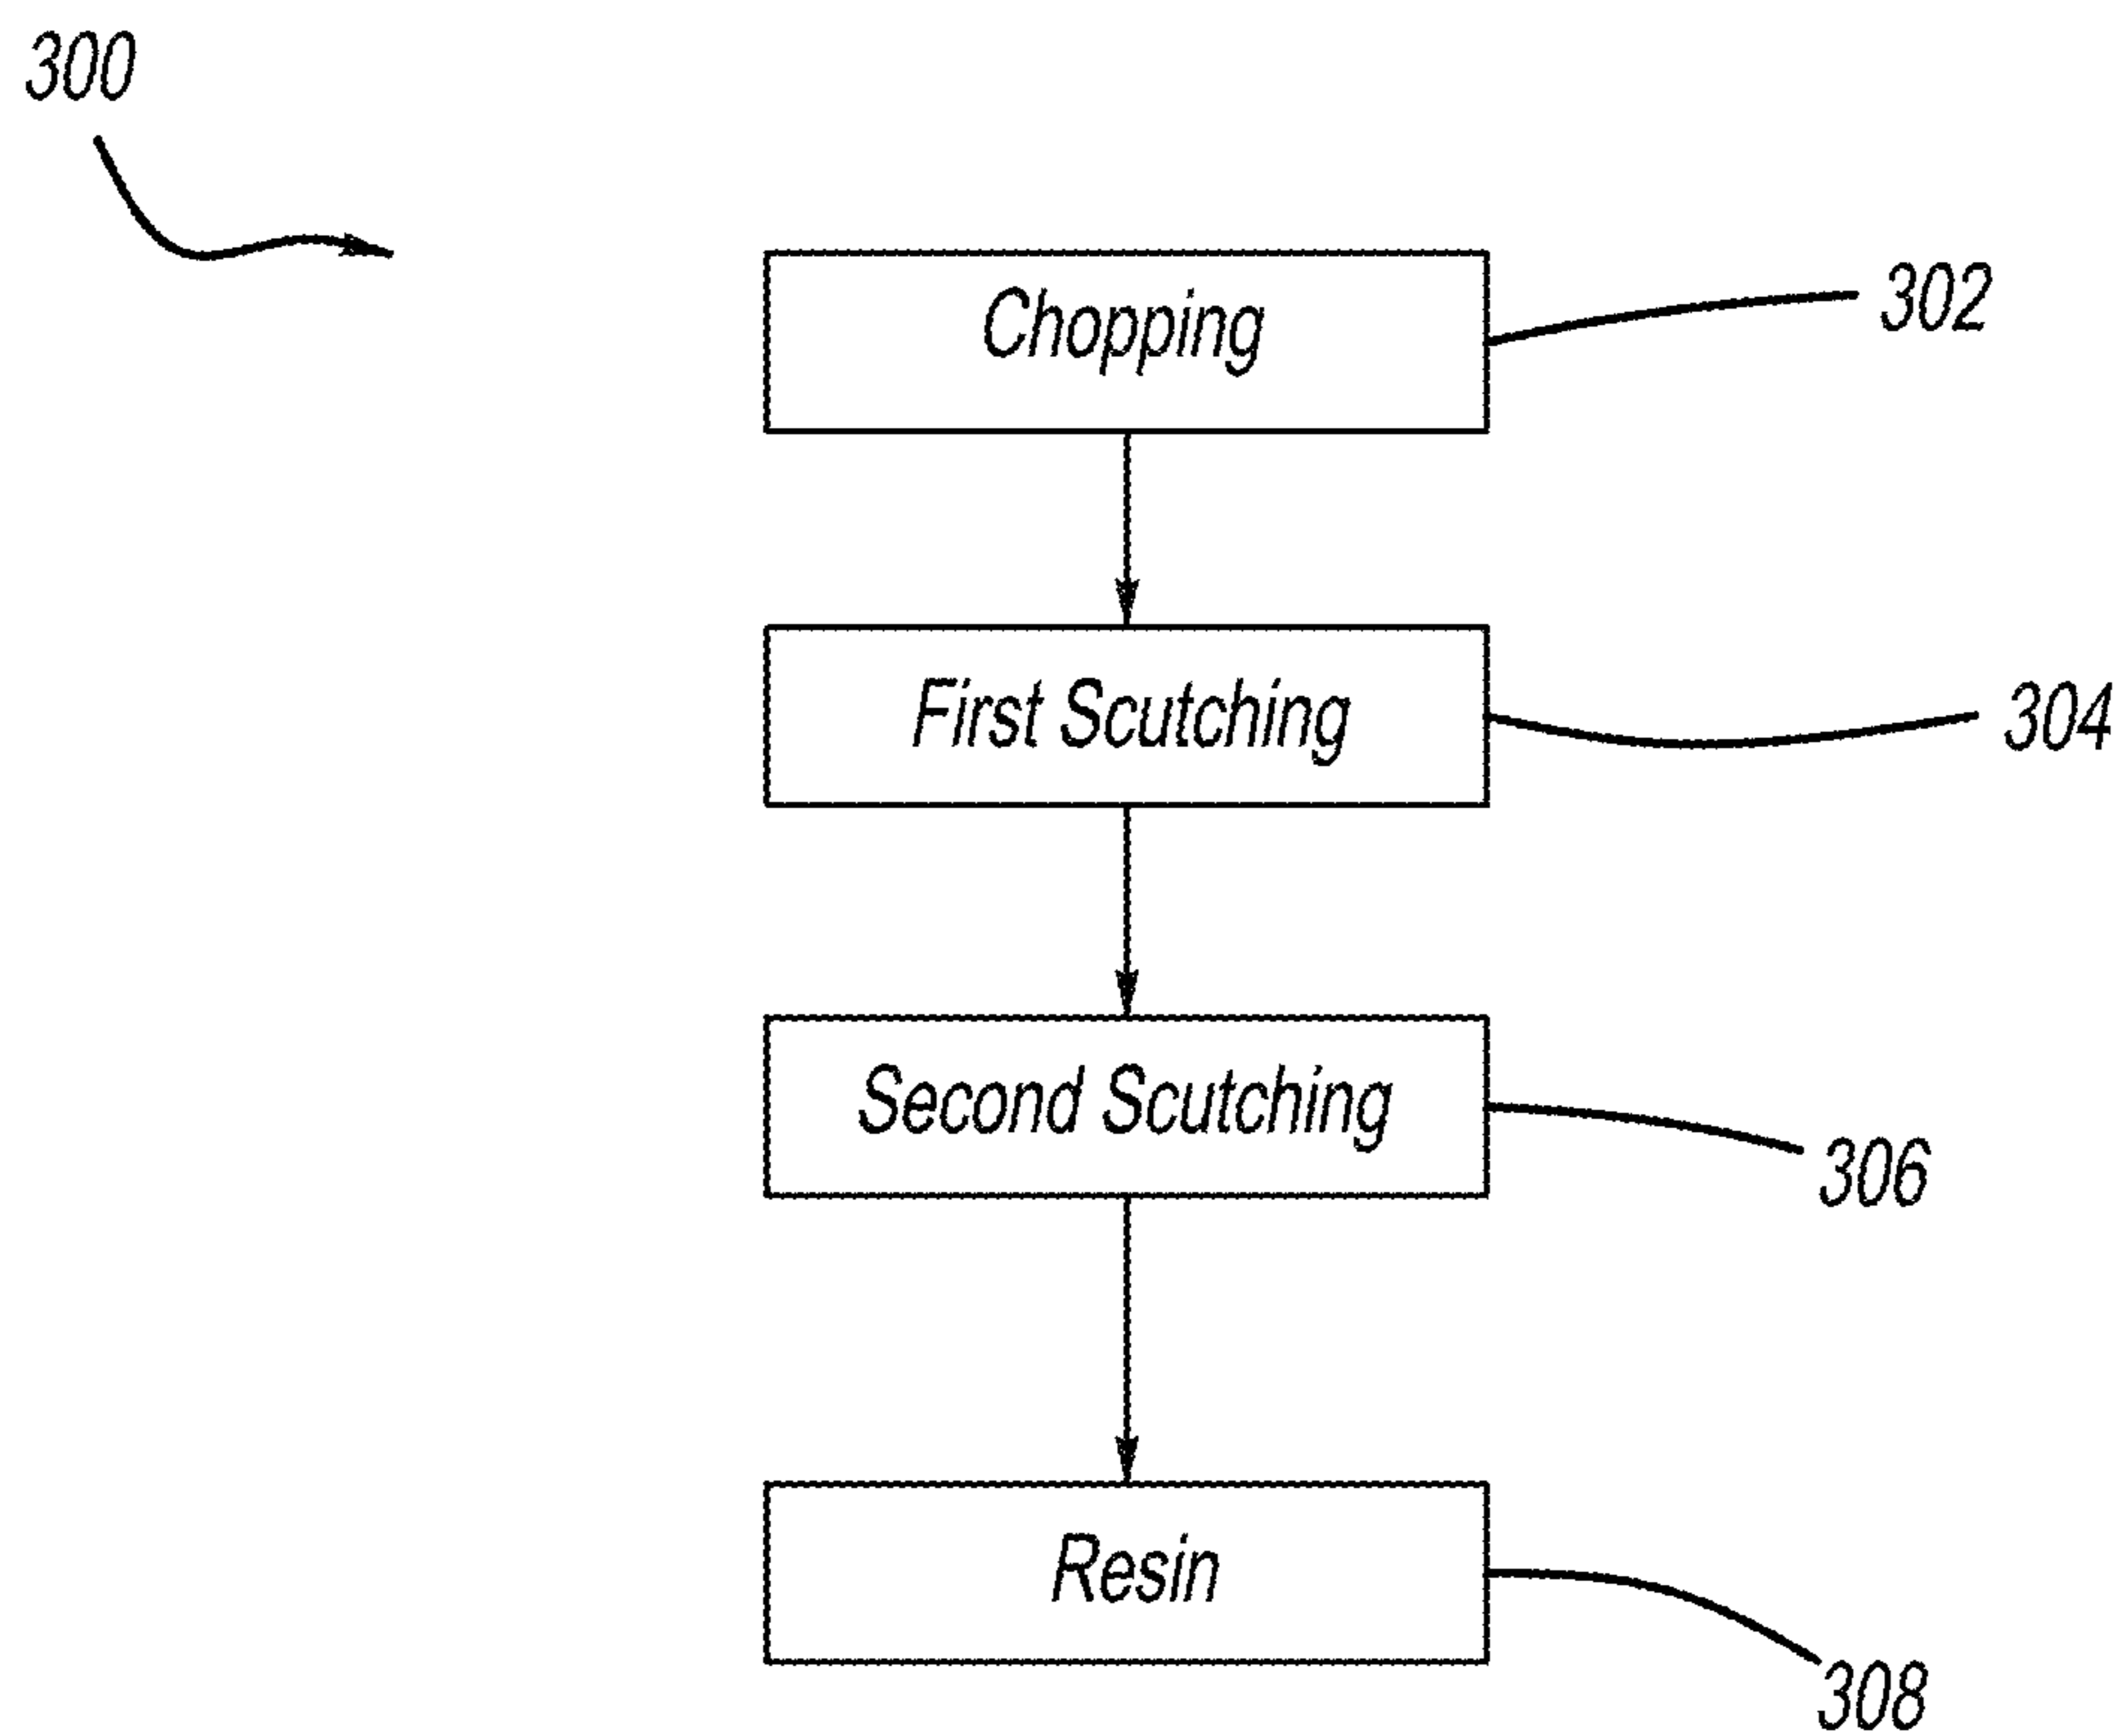 300
Chopping
302
First Scutching
304
Second Scutching
306
Resin
308